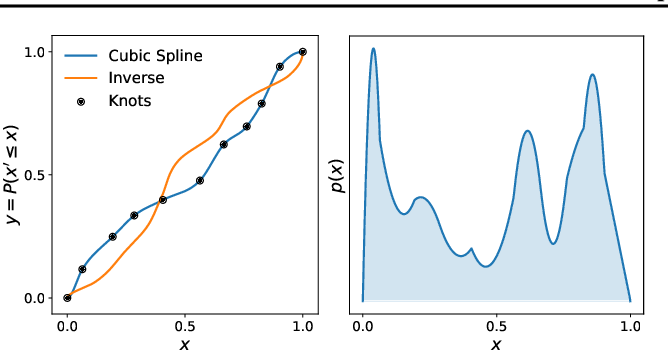 Cubic Spline
Inverse
Knots
y = P(x′ ≤ x)
1.0
0.5
0.0
0.0 0.5 1.0
x
p(x)
0.0 0.5 1.0
x